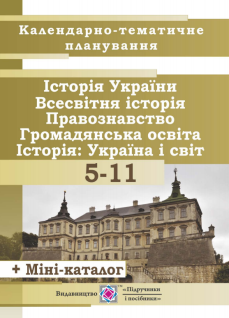 Календарно-тематичне
планування
Історія України
Всесвітня історія
Правознавство
Громадянська освіта
Історія: Україна і світ
5-11
+ Міні-каталог
Видавництво «Підручники
і посібники»